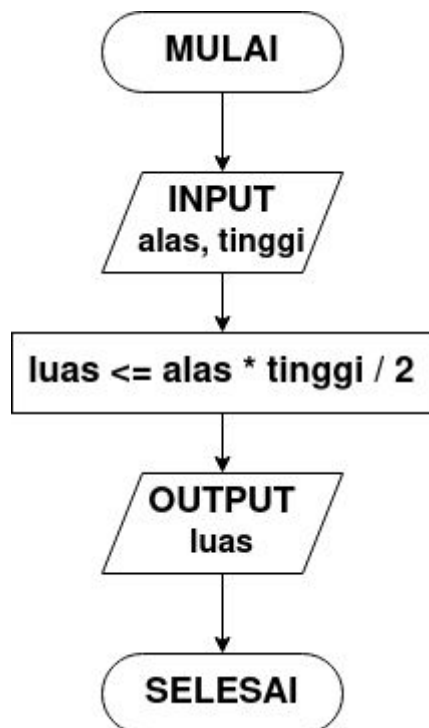 MULAI
INPUT
alas, tinggi
luas <= alas * tinggi / 2
OUTPUT
luas
SELESAI